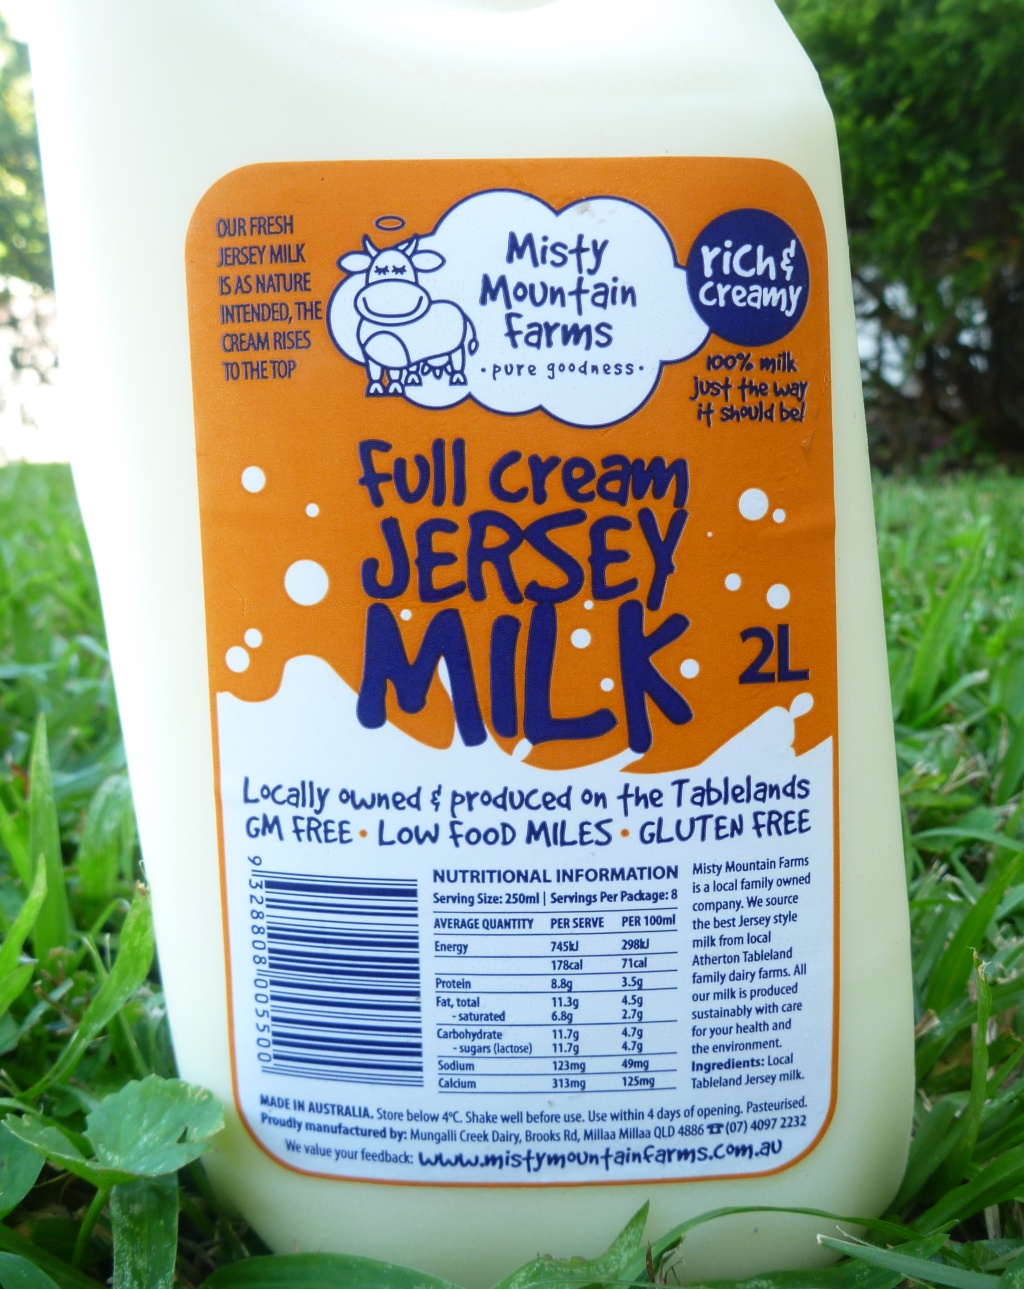 OUR FRESH
JERSEY MILK
IS AS NATURE
INTENDED, THE
CREAM RISES
TO THE TOP
Misty
Mountain
Farms
• pure goodness •
rich &
creamy
100% milk
just the way
it should be!
Full Cream
JERSEY
MILK
2L
Locally owned & produced on the Tablelands
GM FREE • LOW FOOD MILES • GLUTEN FREE
9 328808 005500
NUTRITIONAL INFORMATION
Serving Size: 250ml | Servings Per Package: 8
AVERAGE QUANTITY PER SERVE PER 100ml
Energy 745kJ 298kJ
178cal 71cal
Protein 8.8g 3.5g
Fat, total 11.3g 4.5g
- saturated 6.8g 2.7g
Carbohydrate 11.7g 4.7g
- sugars (lactose) 11.7g 4.7g
Sodium 123mg 49mg
Calcium 313mg 125mg
Misty Mountain Farms
is a local family owned
company. We source
the best Jersey style
milk from local
Atherton Tableland
family dairy farms. All
our milk is produced
sustainably with care
for your health and
the environment.
Ingredients: Local
Tableland Jersey milk.
MADE IN AUSTRALIA. Store below 4°C. Shake well before use. Use within 4 days of opening. Pasteurised.
Proudly manufactured by: Mungalli Creek Dairy, Brooks Rd, Millaa Millaa QLD 4886 ☎ (07) 4097 2232
We value your feedback: www.mistymountainfarms.com.au